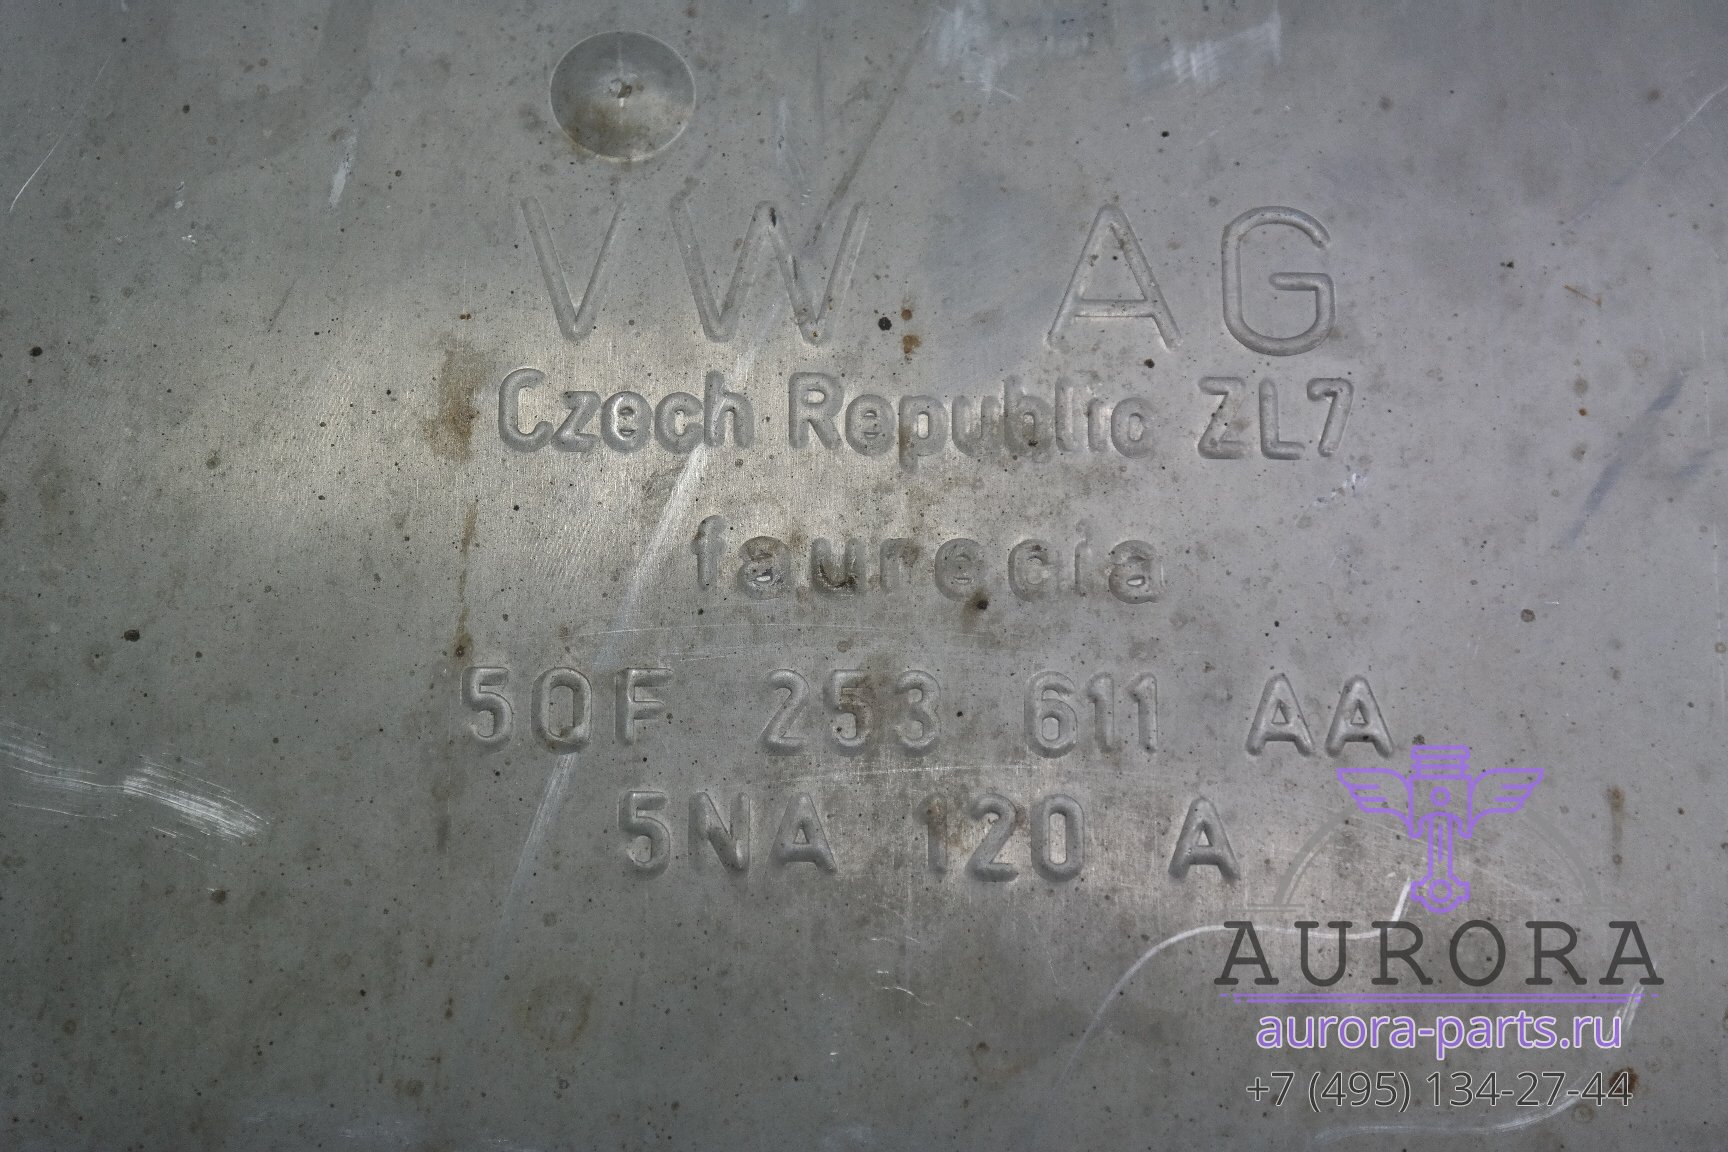 VW AG
Czech Republic ZL7
faurecia
5QF 253 611 AA
5NA 120 A
AURORA
aurora-parts.ru
+7 (495) 134-27-44